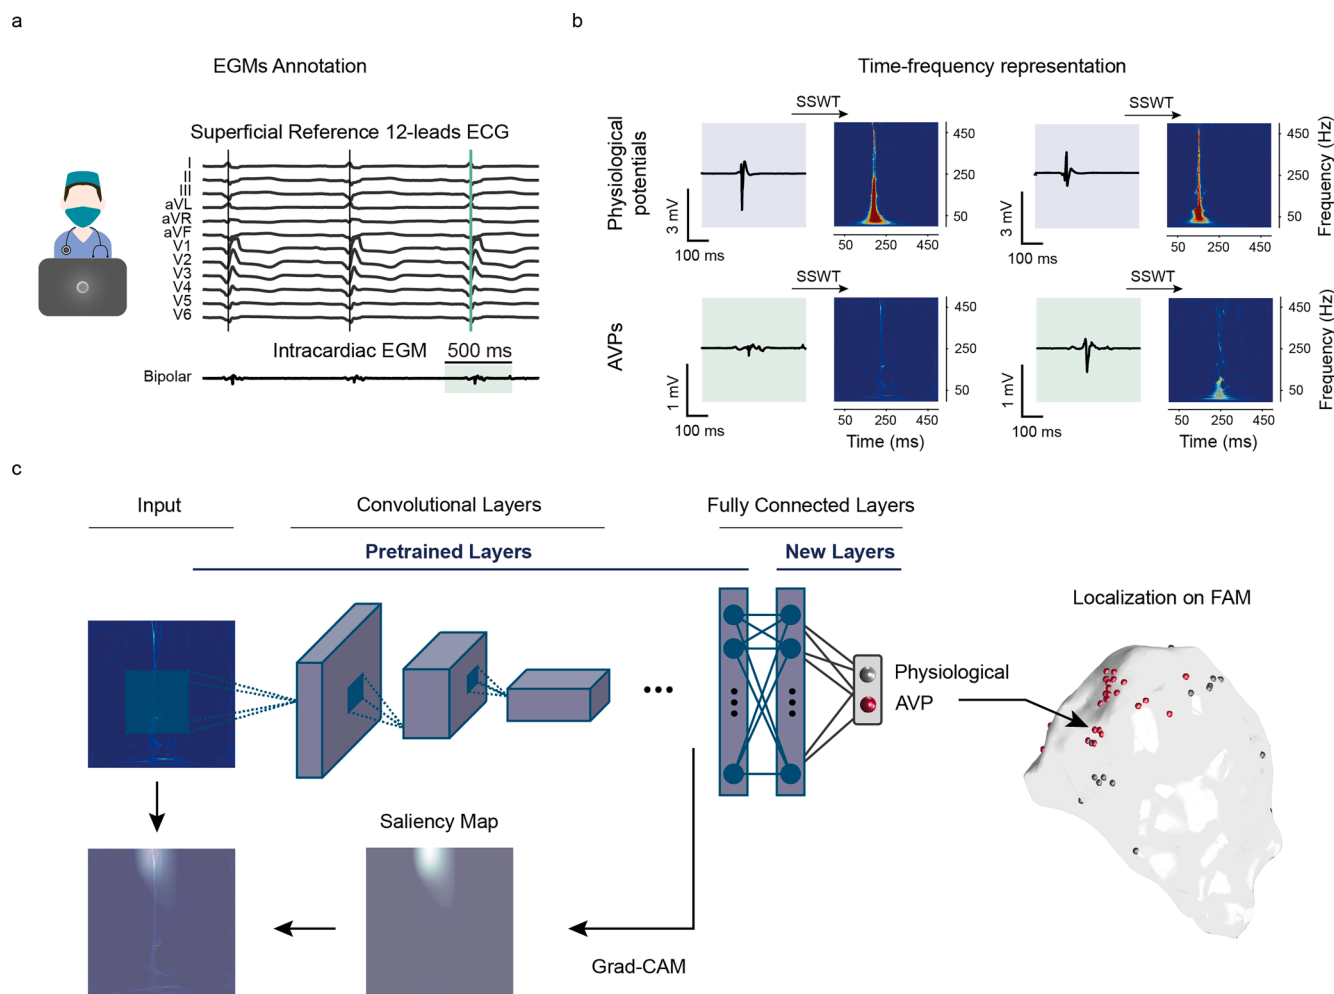 a
EGMs Annotation
Superficial Reference 12-leads ECG
I
II
III
aVL
aVR
aVF
V1
V2
V3
V4
V5
V6
Intracardiac EGM
500 ms
Bipolar
b
Time-frequency representation
Physiological
potentials
3 mV
100 ms
SSWT
450
250
50
50 250 450
3 mV
100 ms
SSWT
450
250
50
Frequency (Hz)
50 250 450
AVPs
1 mV
100 ms
SSWT
450
250
50
50 250 450
Time (ms)
1 mV
100 ms
SSWT
450
250
50
Frequency (Hz)
50 250 450
Time (ms)
c
Input
Convolutional Layers
Fully Connected Layers
Pretrained Layers
New Layers
Physiological
AVP
Localization on FAM
Saliency Map
Grad-CAM